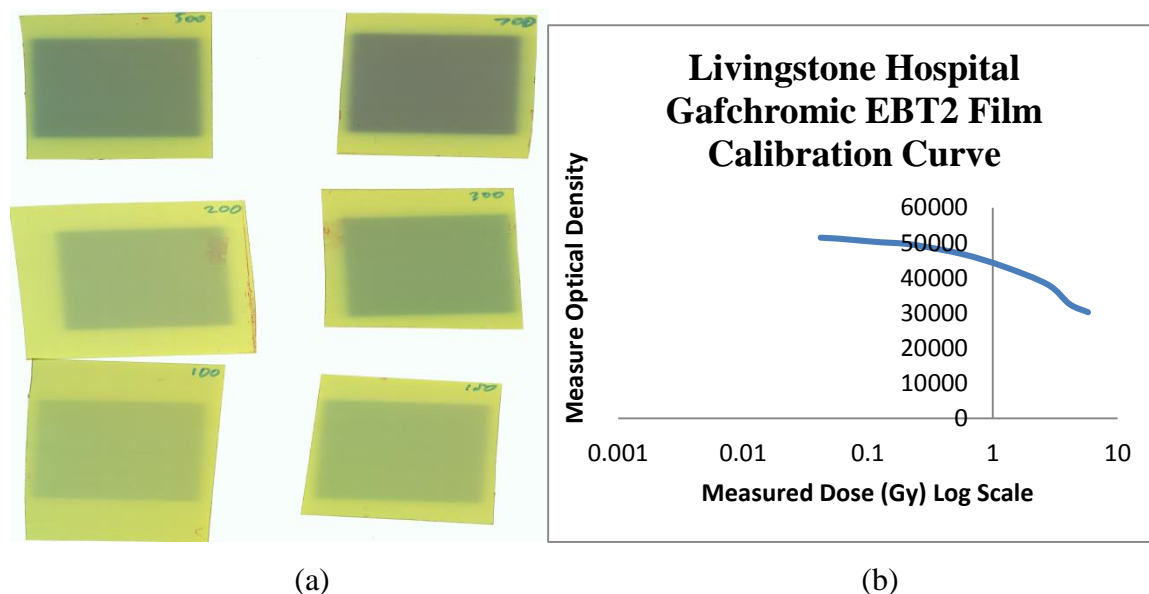 500
700
200
300
100
150
(a)
Livingstone Hospital
Gafchromic EBT2 Film
Calibration Curve
Measure Optical Density
60000
50000
40000
30000
20000
10000
0
0.001 0.01 0.1 1 10
Measured Dose (Gy) Log Scale
(b)